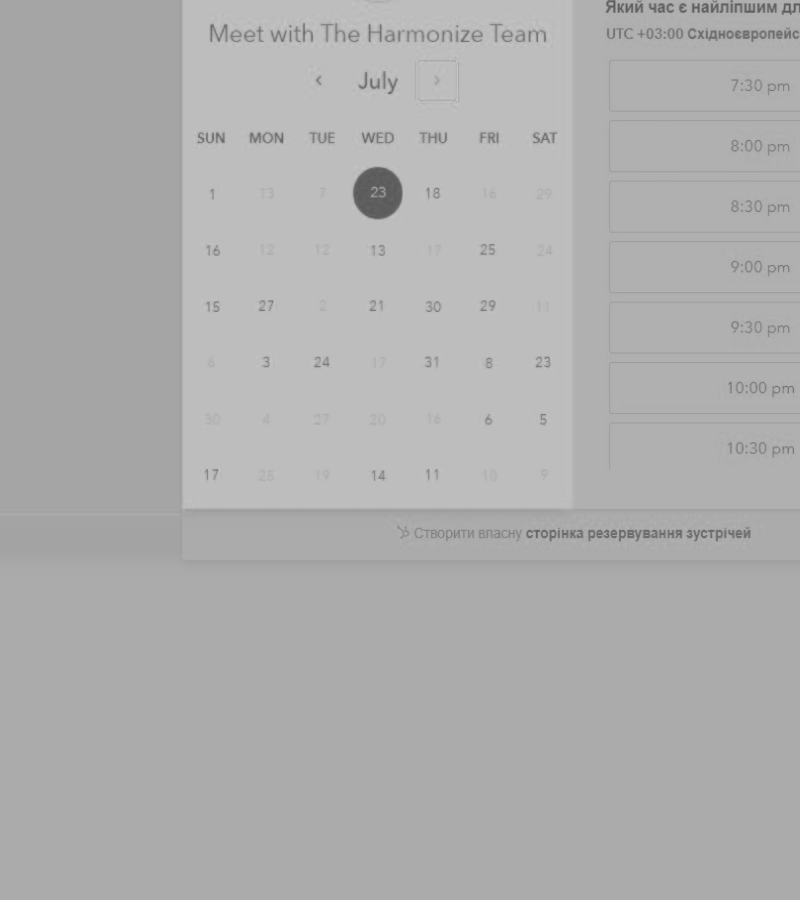 Meet with The Harmonize Team
July
SUN MON TUE WED THU FRI SAT
1 13 7 23 18 16 29
16 12 12 13 17 25 24
15 27 2 21 30 29 11
6 3 24 17 31 8 23
30 4 27 20 16 6 5
17 28 19 14 11 10 9
Який час є найліпшим
UTC +03:00
7:30 pm
8:00 pm
8:30 pm
9:00 pm
9:30 pm
10:00 pm
10:30 pm
Створити власну сторінка резервування зустрічей